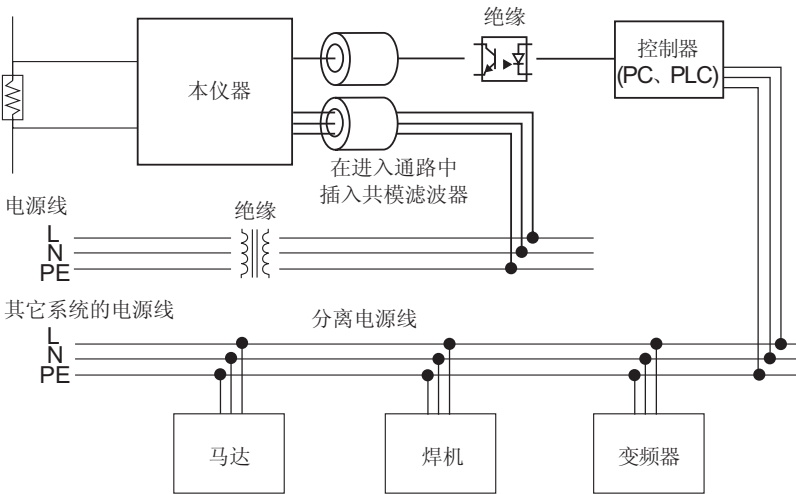 绝缘
本仪器
控制器
(PC、PLC)
在进入通路中
插入共模滤波器
电源线
绝缘
L
N
PE
其它系统的电源线
分离电源线
L
N
PE
马达
焊机
变频器